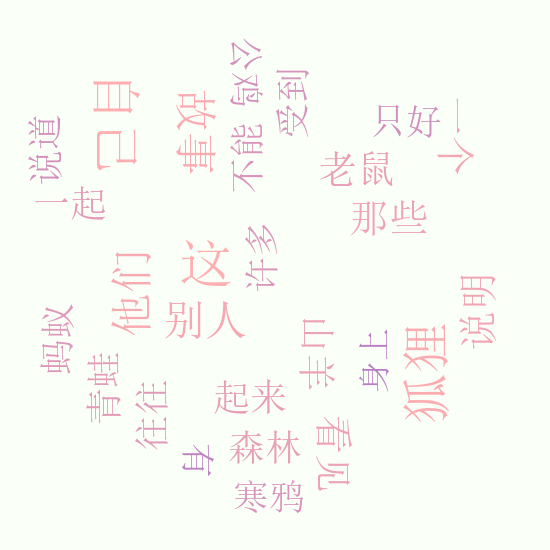 公鸡
受到
自己
故事
说道
不能
只好
一个
老鼠
一起
那些
许多
这
他们
别人
说明
蚂蚁
山羊
身上
狐狸
青蛙
往往
起来
看见
森林
有
寒鸦